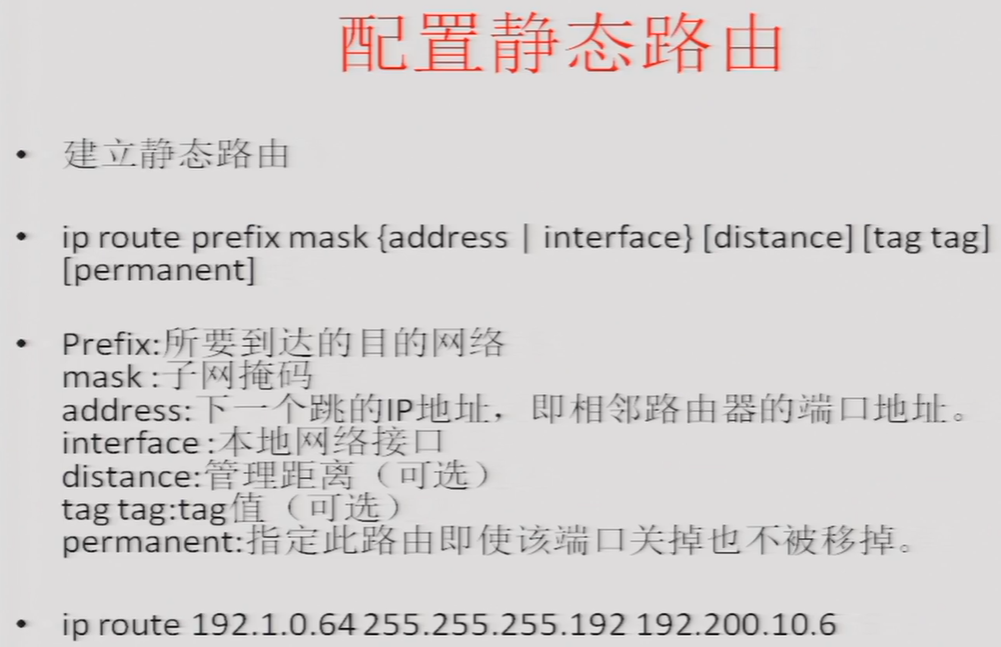 配置静态路由
• 建立静态路由
• ip route prefix mask {address | interface} [distance] [tag tag]
[permanent]
• Prefix:所要到达的目的网络
mask :子网掩码
address:下一个跳的IP地址，即相邻路由器的端口地址。
interface :本地网络接口
distance:管理距离（可选）
tag tag:tag值（可选）
permanent:指定此路由即使该端口关掉也不被移掉。
• ip route 192.1.0.64 255.255.255.192 192.200.10.6